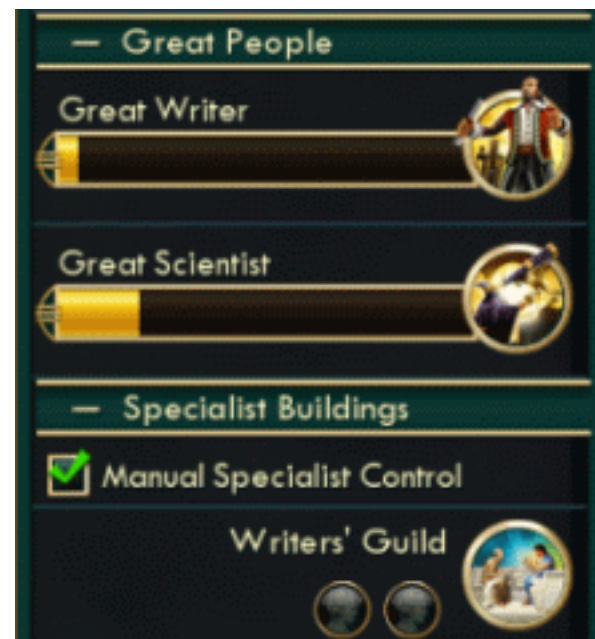 — Great People
Great Writer
Great Scientist
— Specialist Buildings
Manual Specialist Control
Writers' Guild